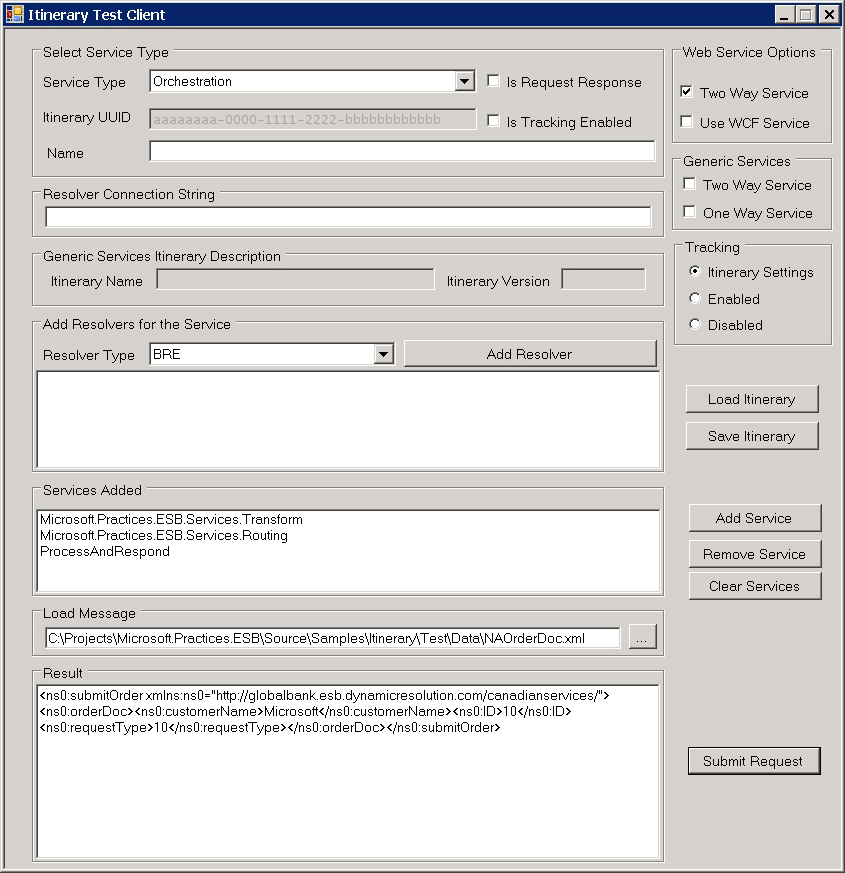 Itinerary Test Client
Select Service Type
Service Type
Orchestration
Is Request Response
Itinerary UUID
aaaaaaaa-0000-1111-2222-bbbbbbbbbbbb
Is Tracking Enabled
Name
Resolver Connection String
Generic Services Itinerary Description
Itinerary Name
Itinerary Version
Add Resolvers for the Service
Resolver Type
BRE
Add Resolver
Services Added
Microsoft.Practices.ESB.Services.Transform
Microsoft.Practices.ESB.Services.Routing
ProcessAndRespond
Load Message
C:\Projects\Microsoft.Practices.ESB\Source\Samples\Itinerary\Test\Data\NAOrderDoc.xml
...
Result
<ns0:submitOrder xmlns:ns0="http://globalbank.esb.dynamicresolution.com/canadianservices/">
<ns0:orderDoc><ns0:customerName>Microsoft</ns0:customerName><ns0:ID>10</ns0:ID>
<ns0:requestType>10</ns0:requestType></ns0:orderDoc></ns0:submitOrder>
Web Service Options
Two Way Service
Use WCF Service
Generic Services
Two Way Service
One Way Service
Tracking
Itinerary Settings
Enabled
Disabled
Load Itinerary
Save Itinerary
Add Service
Remove Service
Clear Services
Submit Request